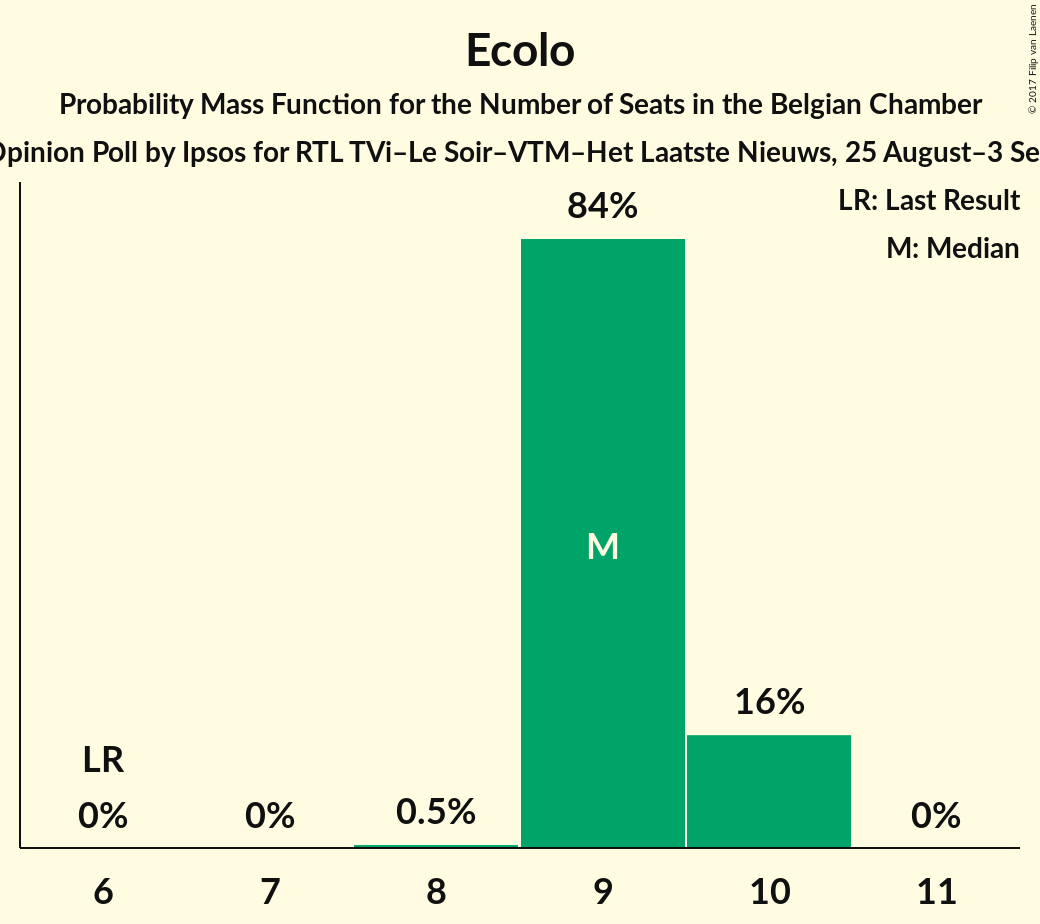 Ecolo
Probability Mass Function for the Number of Seats in the Belgian Chamber
Opinion Poll by Ipsos for RTL TVi–Le Soir–VTM–Het Laatste Nieuws, 25 August–3 Se
© 2017 Filip van Laenen
LR: Last Result
M: Median
84%
M
16%
LR
0%
0%
0.5%
0%
6
7
8
9
10
11